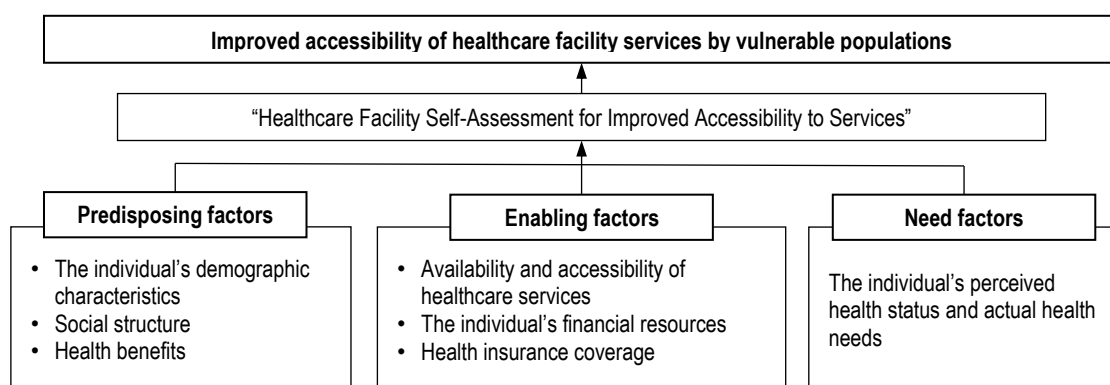 Improved accessibility of healthcare facility services by vulnerable populations
“Healthcare Facility Self-Assessment for Improved Accessibility to Services”
Predisposing factors
• The individual’s demographic
characteristics
• Social structure
• Health benefits
Enabling factors
• Availability and accessibility of
healthcare services
• The individual’s financial resources
• Health insurance coverage
Need factors
The individual’s perceived
health status and actual health
needs